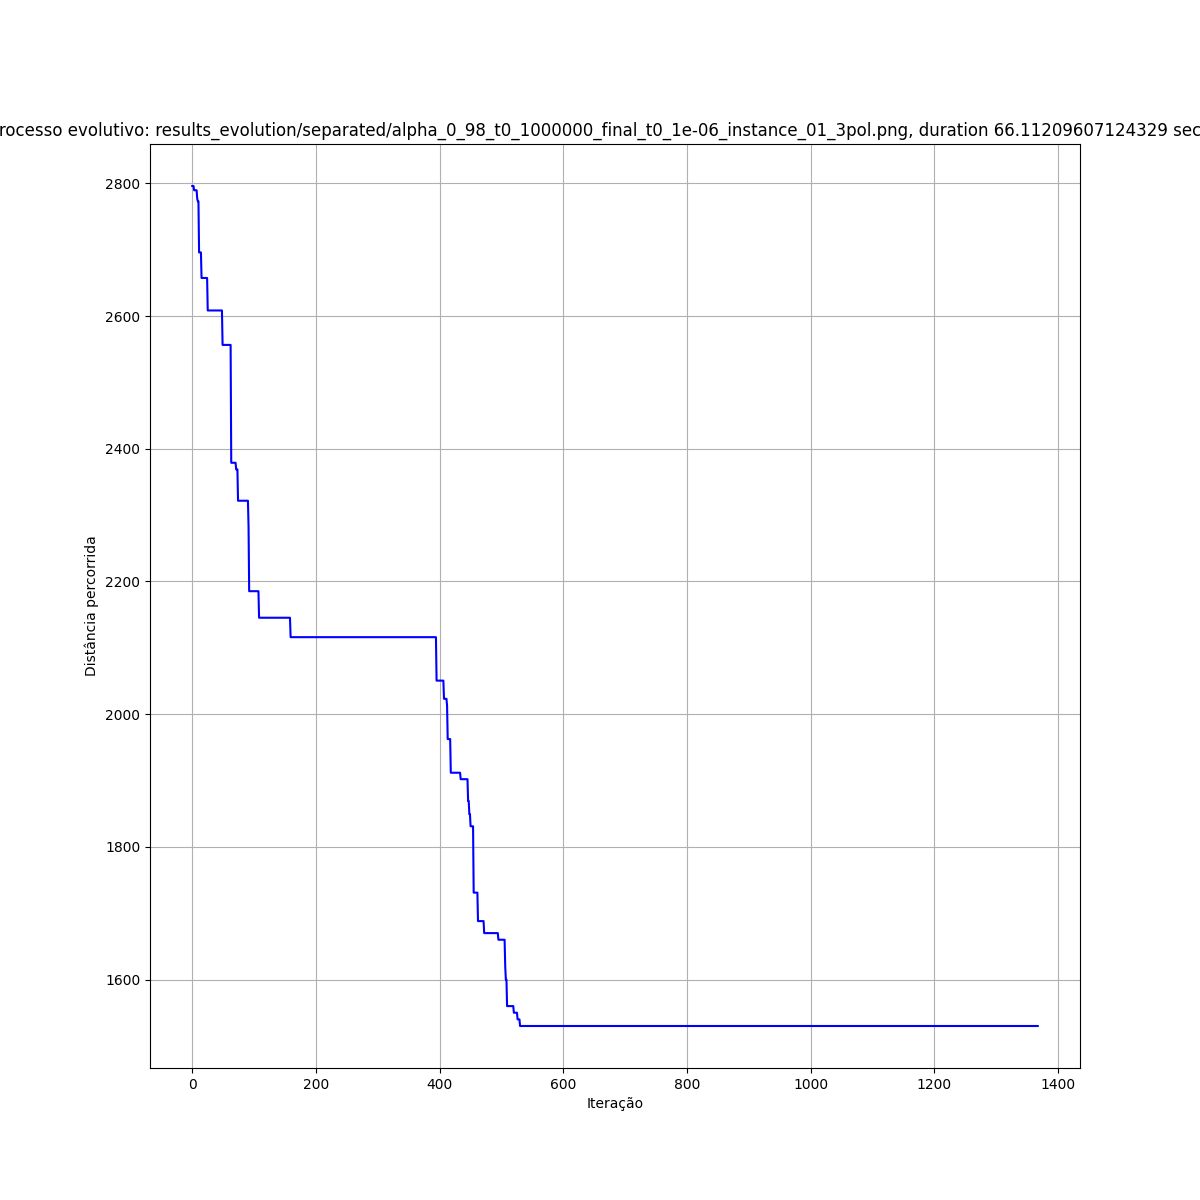 rocesso evolutivo: results_evolution/separated/alpha_0_98_t0_1000000_final_t0_1e-06_instance_01_3pol.png, duration 66.11209607124329 sec
2800
2600
2400
2200
2000
1800
1600
Distância percorrida
0 200 400 600 800 1000 1200 1400
Iteração